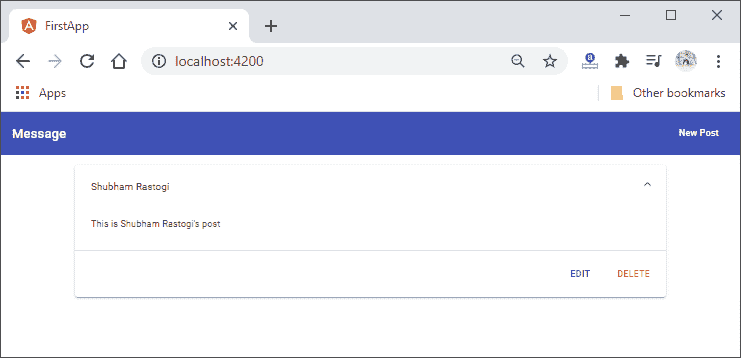 FirstApp
localhost:4200
Apps
Other bookmarks
Message
New Post
Shubham Rastogi
This is Shubham Rastogi's post
EDIT
DELETE